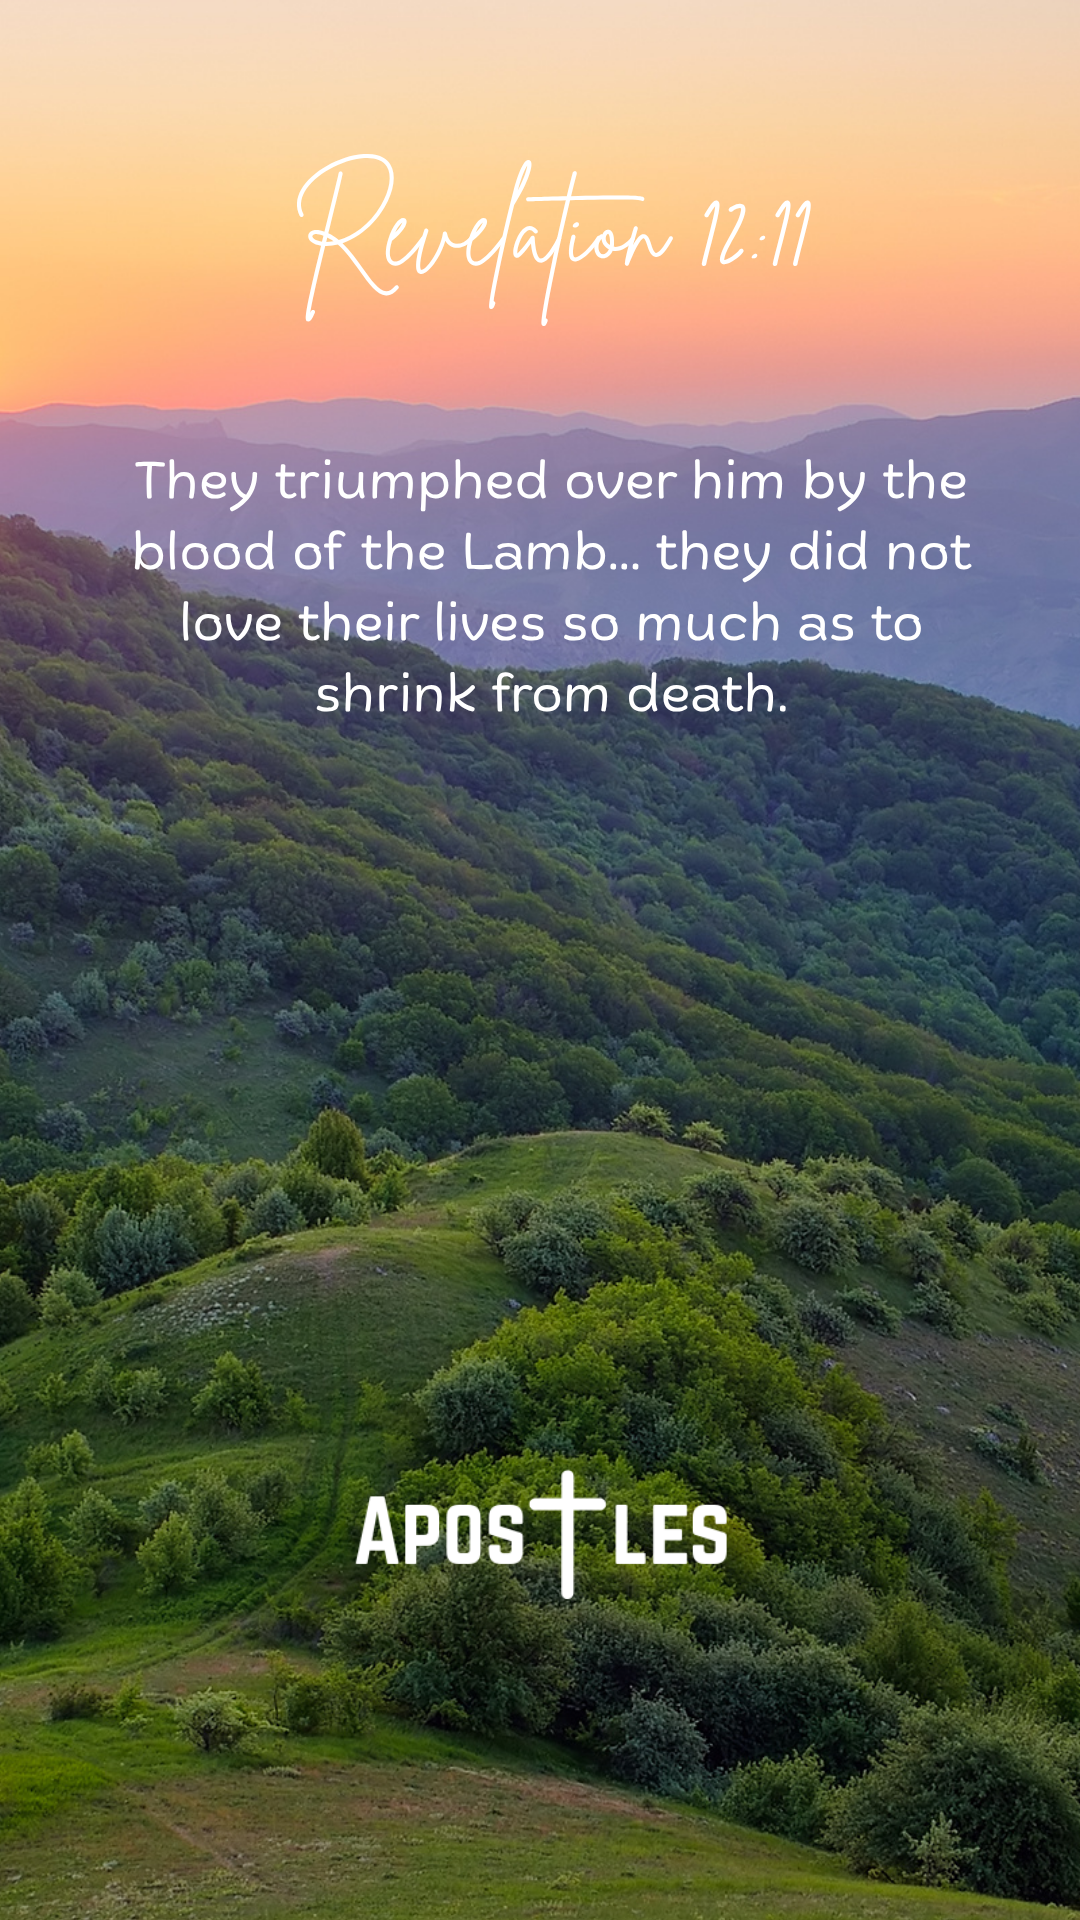 Revelation 12:11
They triumphed over him by the
blood of the Lamb... they did not
love their lives so much as to
shrink from death.
APOSTLES